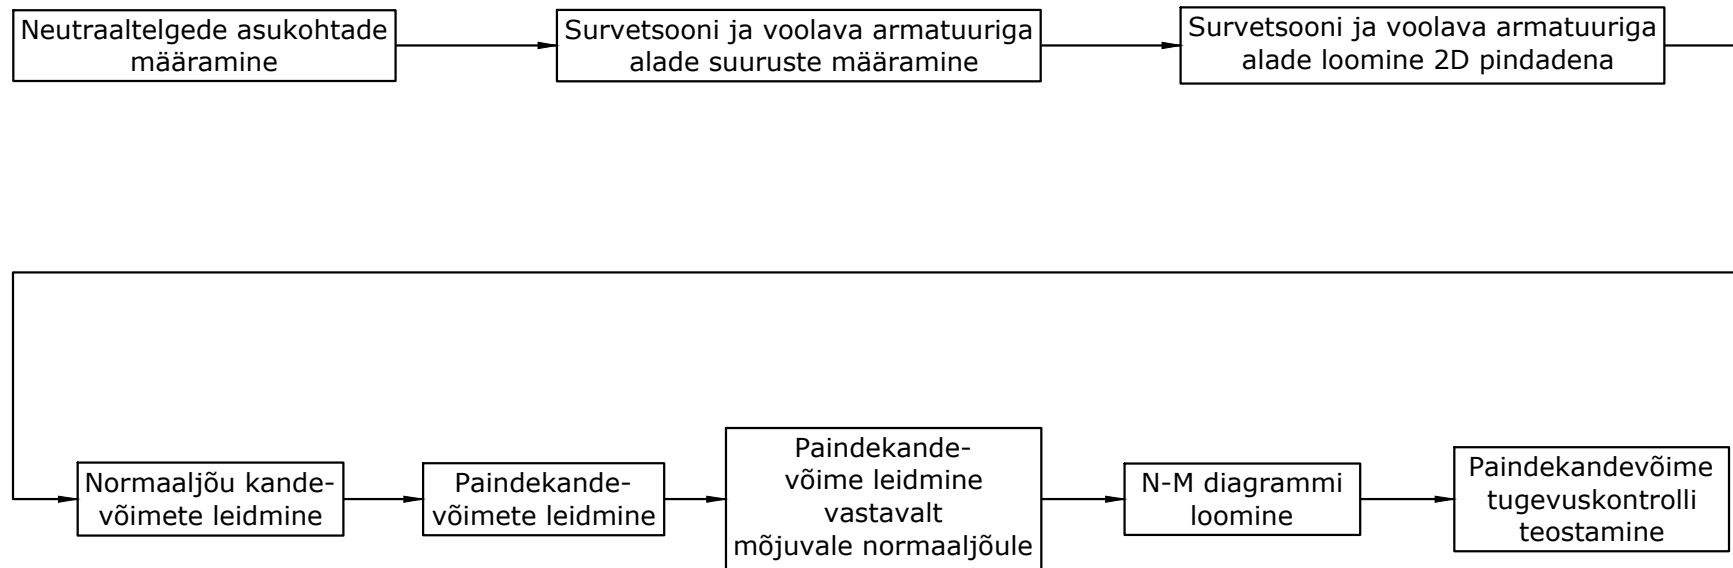 Neutraaltelgede asukohtade
määramine
Survetsooni ja voolava armatuuriga
alade suuruste määramine
Survetsooni ja voolava armatuuriga
alade loomine 2D pindadena
Normaaljõu kande-
võimete leidmine
Paindekande-
võimete leidmine
Paindekande-
võime leidmine
vastavalt
mõjuvale normaaljõule
N-M diagrammi
loomine
Paindekandevõime
tugevuskontrolli
teostamine